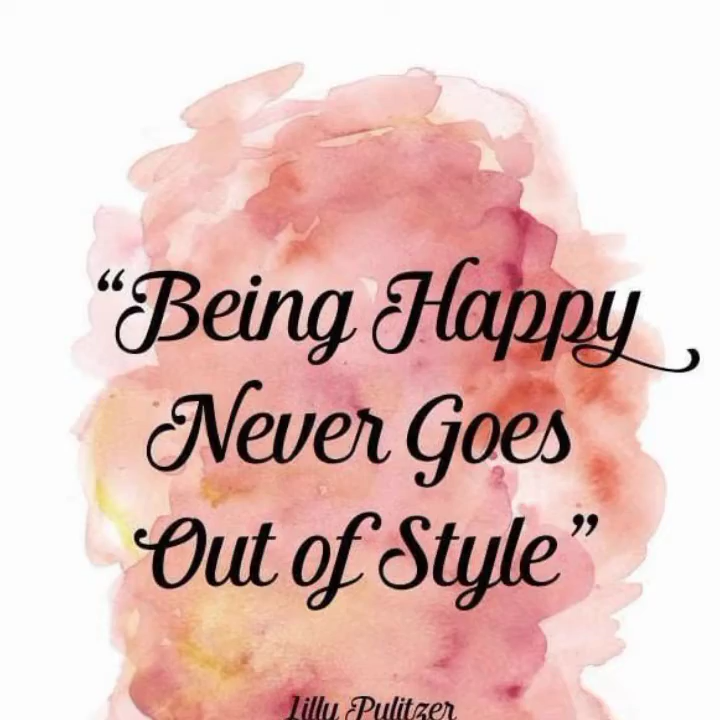 “Being Happy
Never Goes
Out of Style”
Lilly Pulitzer